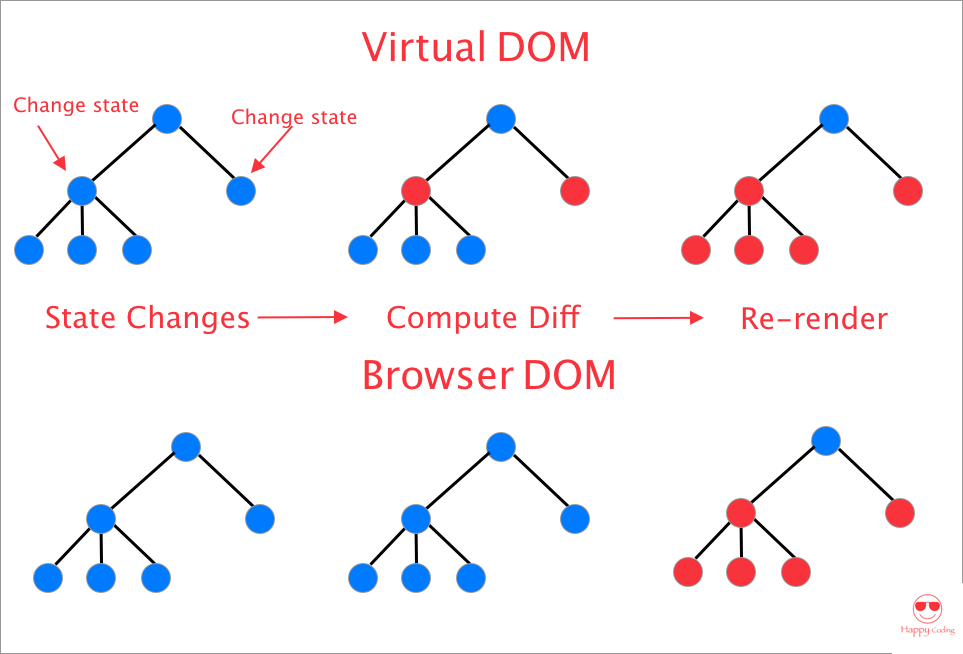 Virtual DOM
Change state
Change state
State Changes
Compute Diff
Re-render
Browser DOM
Happy Coding